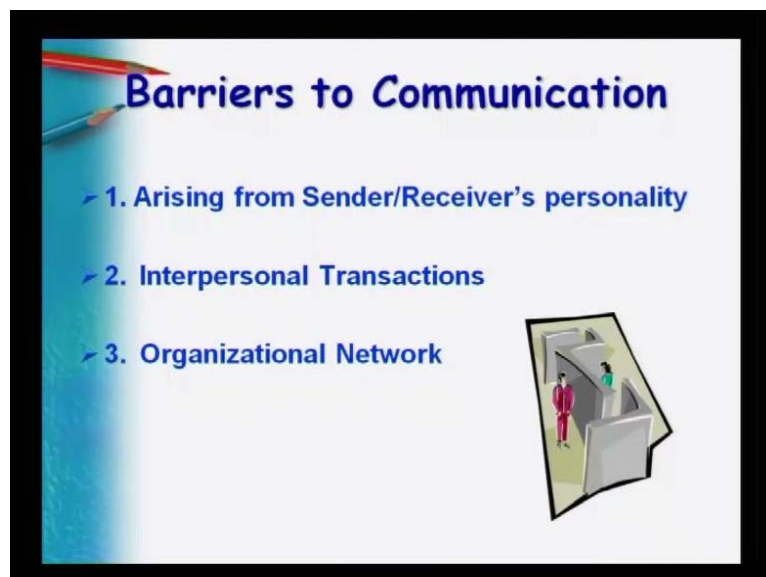 Barriers to Communication
➢ 1. Arising from Sender/Receiver's personality
➢ 2. Interpersonal Transactions
➢ 3. Organizational Network